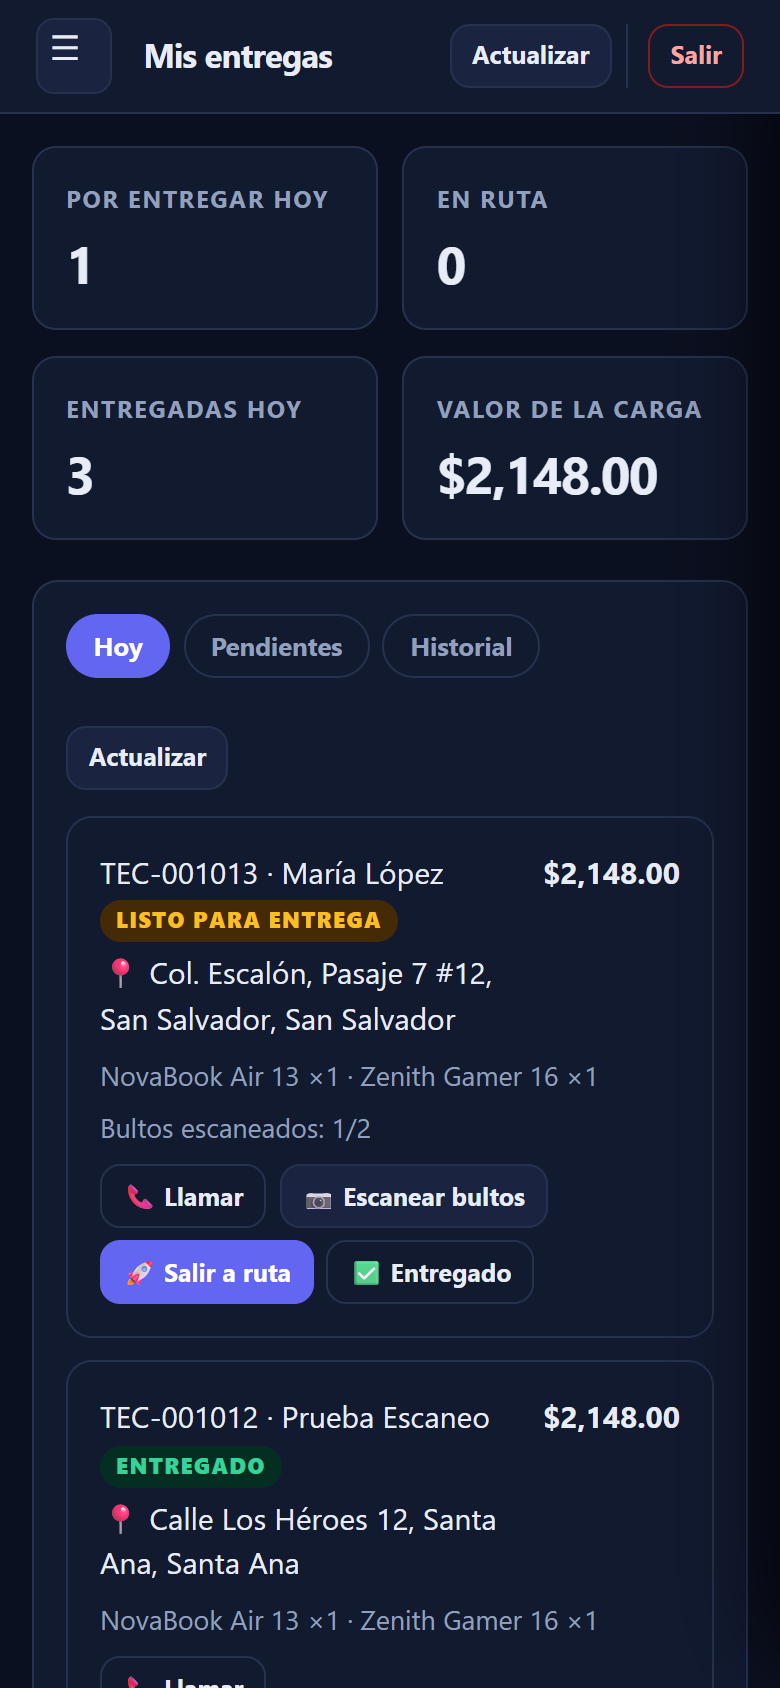 ☰ Mis entregas Actualizar Salir
POR ENTREGAR HOY
1
EN RUTA
0
ENTREGADAS HOY
3
VALOR DE LA CARGA
$2,148.00
Hoy Pendientes Historial
Actualizar
TEC-001013 · María López $2,148.00
LISTO PARA ENTREGA
📍 Col. Escalón, Pasaje 7 #12,
San Salvador, San Salvador
NovaBook Air 13 ×1 · Zenith Gamer 16 ×1
Bultos escaneados: 1/2
📞 Llamar 📷 Escanear bultos
🚀 Salir a ruta ✅ Entregado
TEC-001012 · Prueba Escaneo $2,148.00
ENTREGADO
📍 Calle Los Héroes 12, Santa
Ana, Santa Ana
NovaBook Air 13 ×1 · Zenith Gamer 16 ×1
📞 Llamar